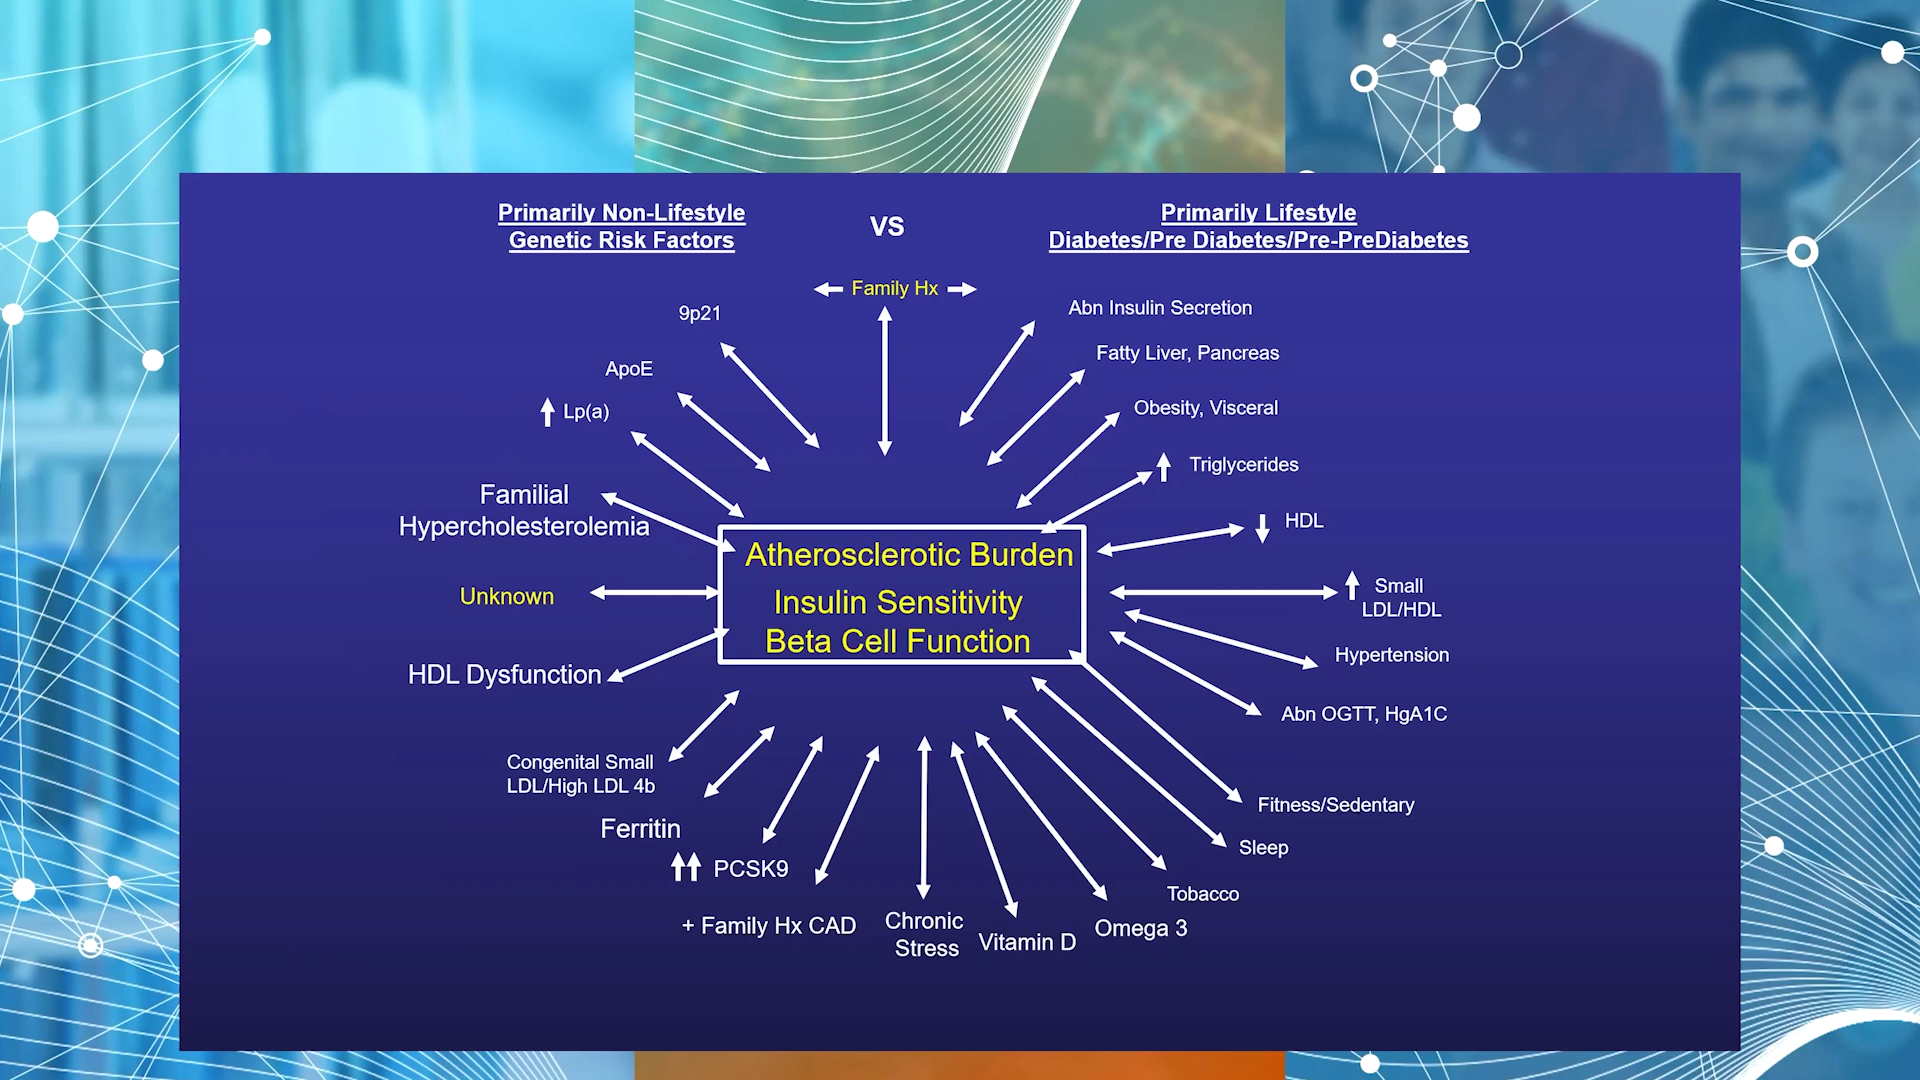 Primarily Non-Lifestyle
Genetic Risk Factors
VS
Primarily Lifestyle
Diabetes/Pre Diabetes/Pre-PreDiabetes
Family Hx
9p21
Abn Insulin Secretion
ApoE
Fatty Liver, Pancreas
Lp(a)
Obesity, Visceral
Familial
Hypercholesterolemia
Triglycerides
HDL
Atherosclerotic Burden
Insulin Sensitivity
Beta Cell Function
Unknown
Small
LDL/HDL
HDL Dysfunction
Hypertension
Abn OGTT, HgA1C
Congenital Small
LDL/High LDL 4b
Fitness/Sedentary
Ferritin
Sleep
PCSK9
Tobacco
+ Family Hx CAD
Chronic
Stress
Vitamin D
Omega 3